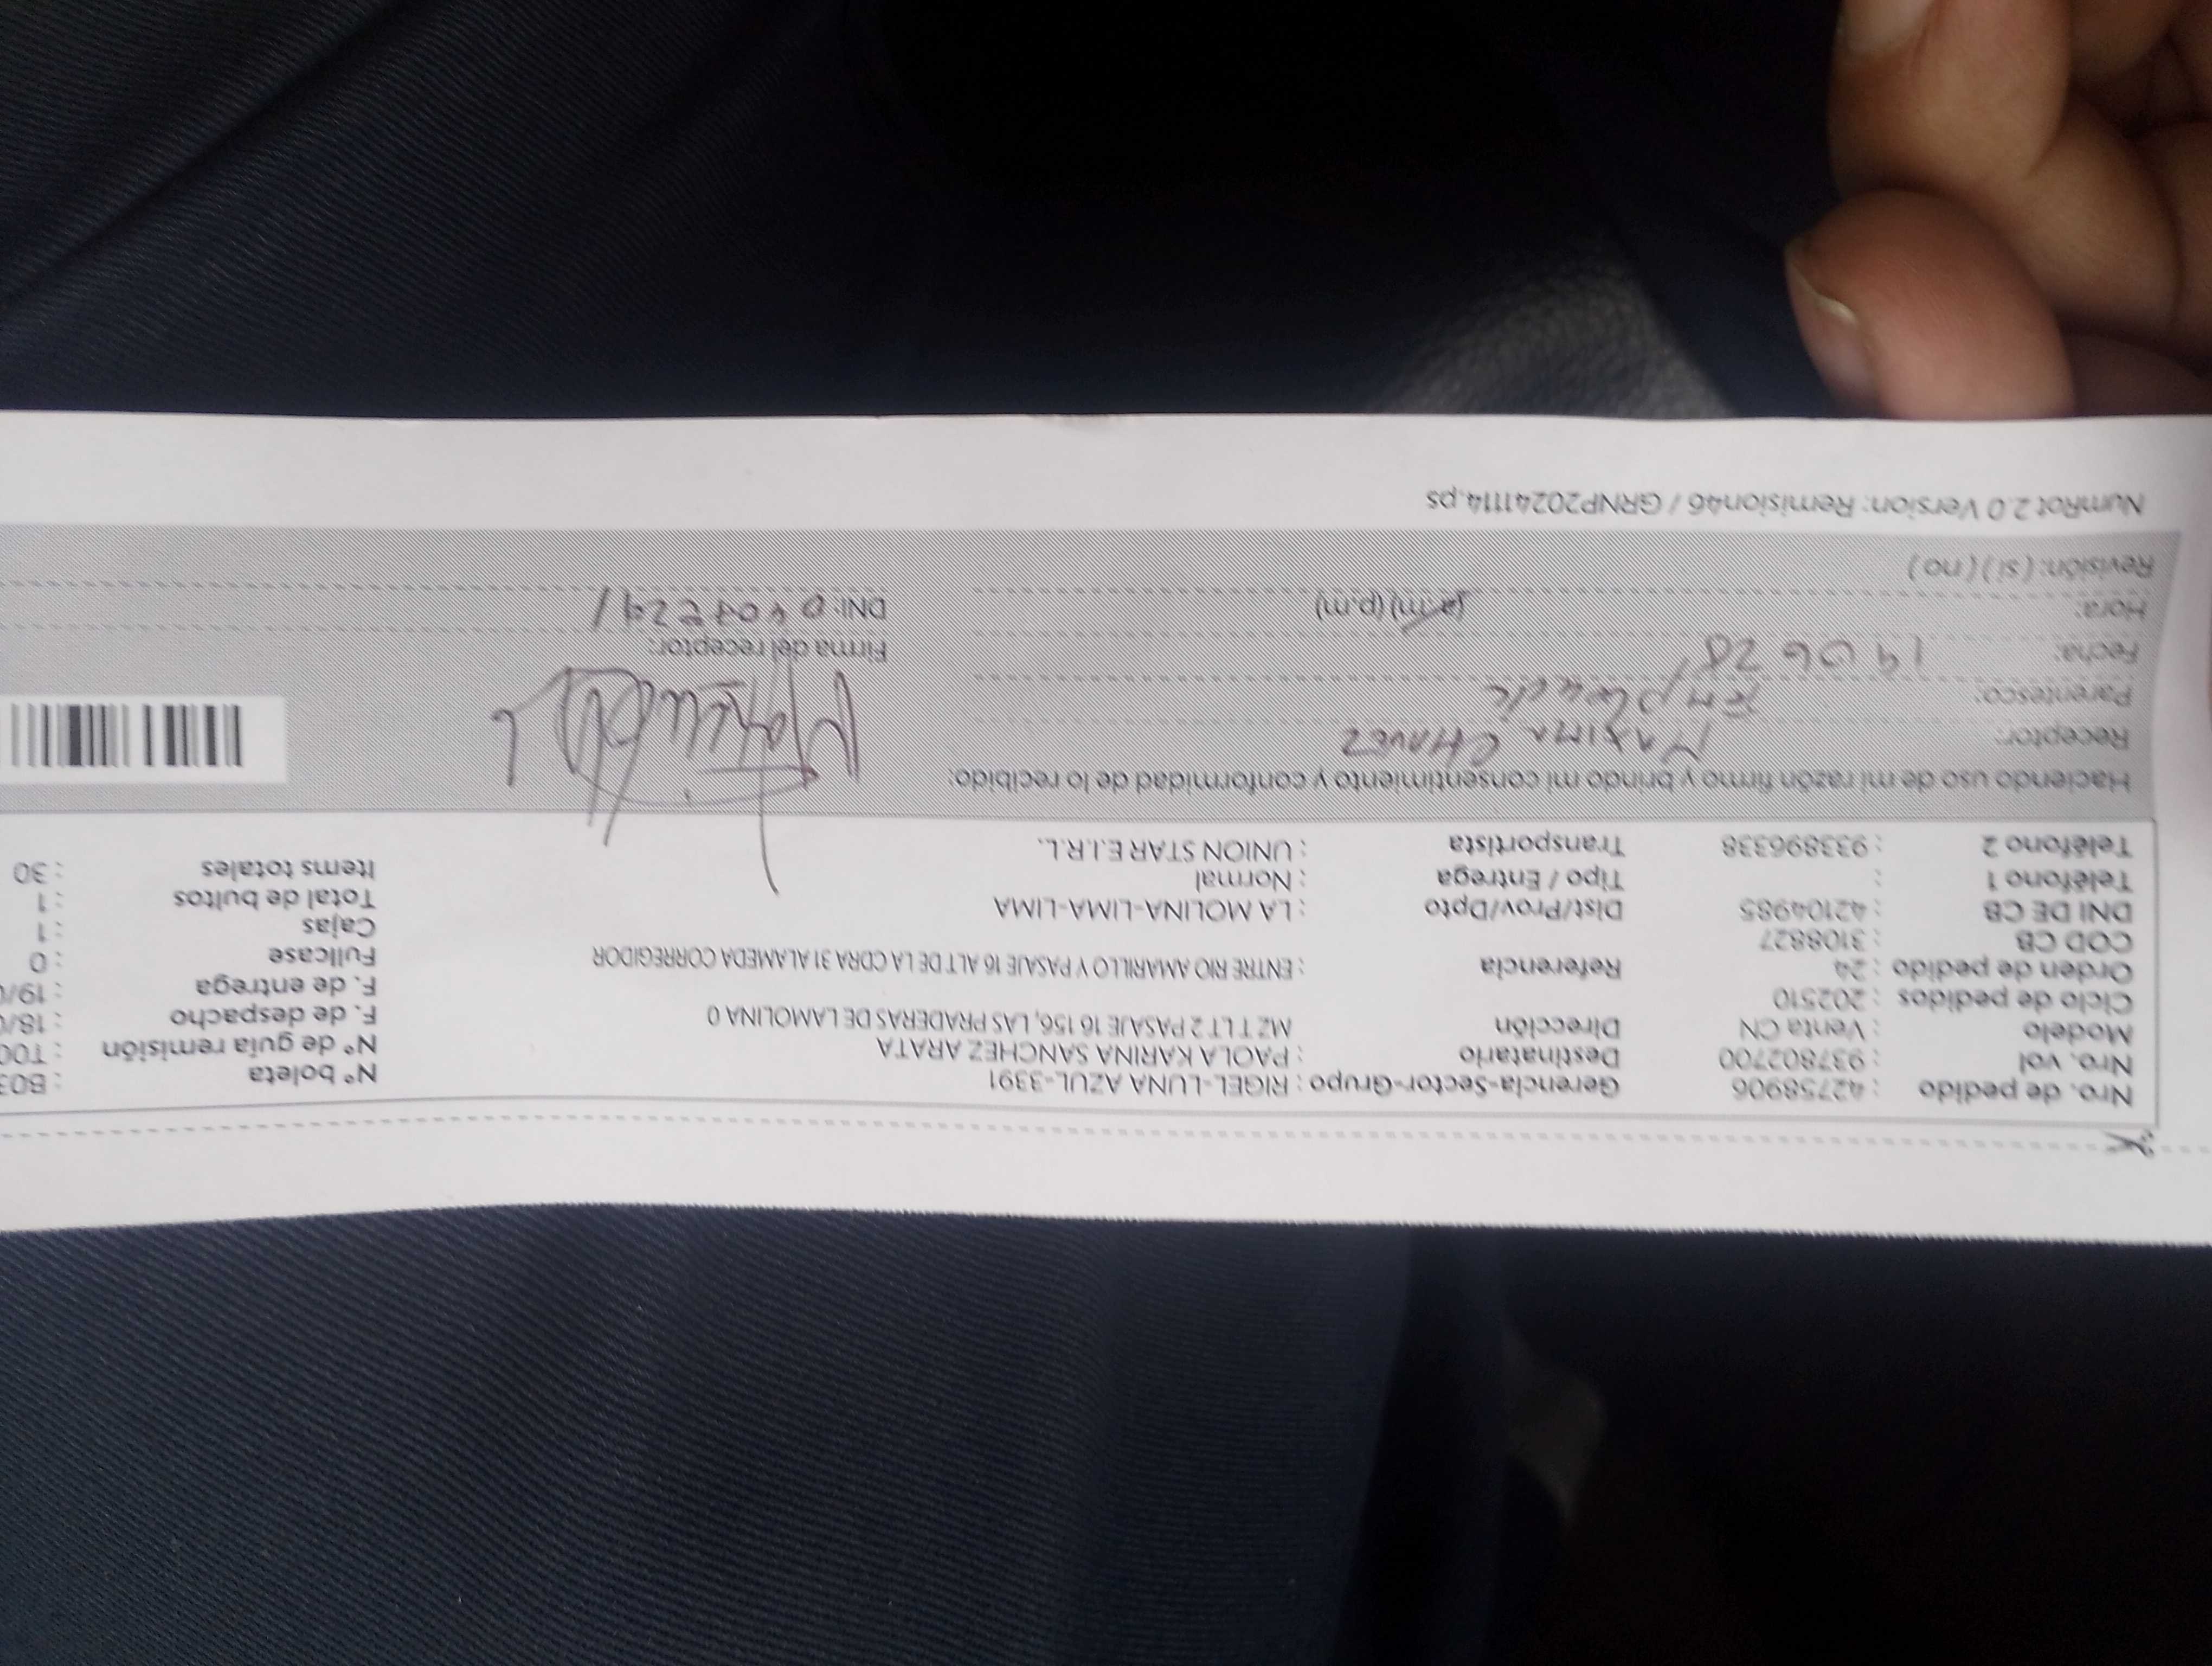 Nro. de pedido : 42758906 Gerencia-Sector-Grupo : RIGEL-LUNA AZUL-3391 N° boleta : B03
Nro. vol : 937802700 Destinatario : PAOLA KARINA SANCHEZ ARATA N° de guia remisión : T00
Modelo : Venta CN Dirección MZ T LT 2 PASAJE 16 156, LAS PRADERAS DE LAMOLINA 0 F. de despacho : 18/0
Ciclo de pedidos : 202510 F. de entrega : 19/0
Orden de pedido : 24 Referencia : ENTRE RIO AMARILLO Y PASAJE 16 ALT DE LA CDRA 31 ALAMEDA CORREGIDOR Fullcase : 0
COD CB : 3108827 Cajas : 1
DNI DE CB : 42104985 Dist/Prov/Dpto : LA MOLINA-LIMA-LIMA Total de bultos : 1
Teléfono 1 : Tipo / Entrega : Normal Items totales : 30
Teléfono 2 : 933896338 Transportista : UNION STAR E.I.R.L.
Haciendo uso de mi razón firmo y brindo mi consentimiento y conformidad de lo recibido:
Receptor: MAXIMA CHAVEZ
Parentesco:
Fecha: 19 06 Firma del receptor:
Hora: (a.m) (p.m) DNI:
Revisión: (si) (no)
NumRot 2.0 Version: Remision46 / GRNP20241114.ps